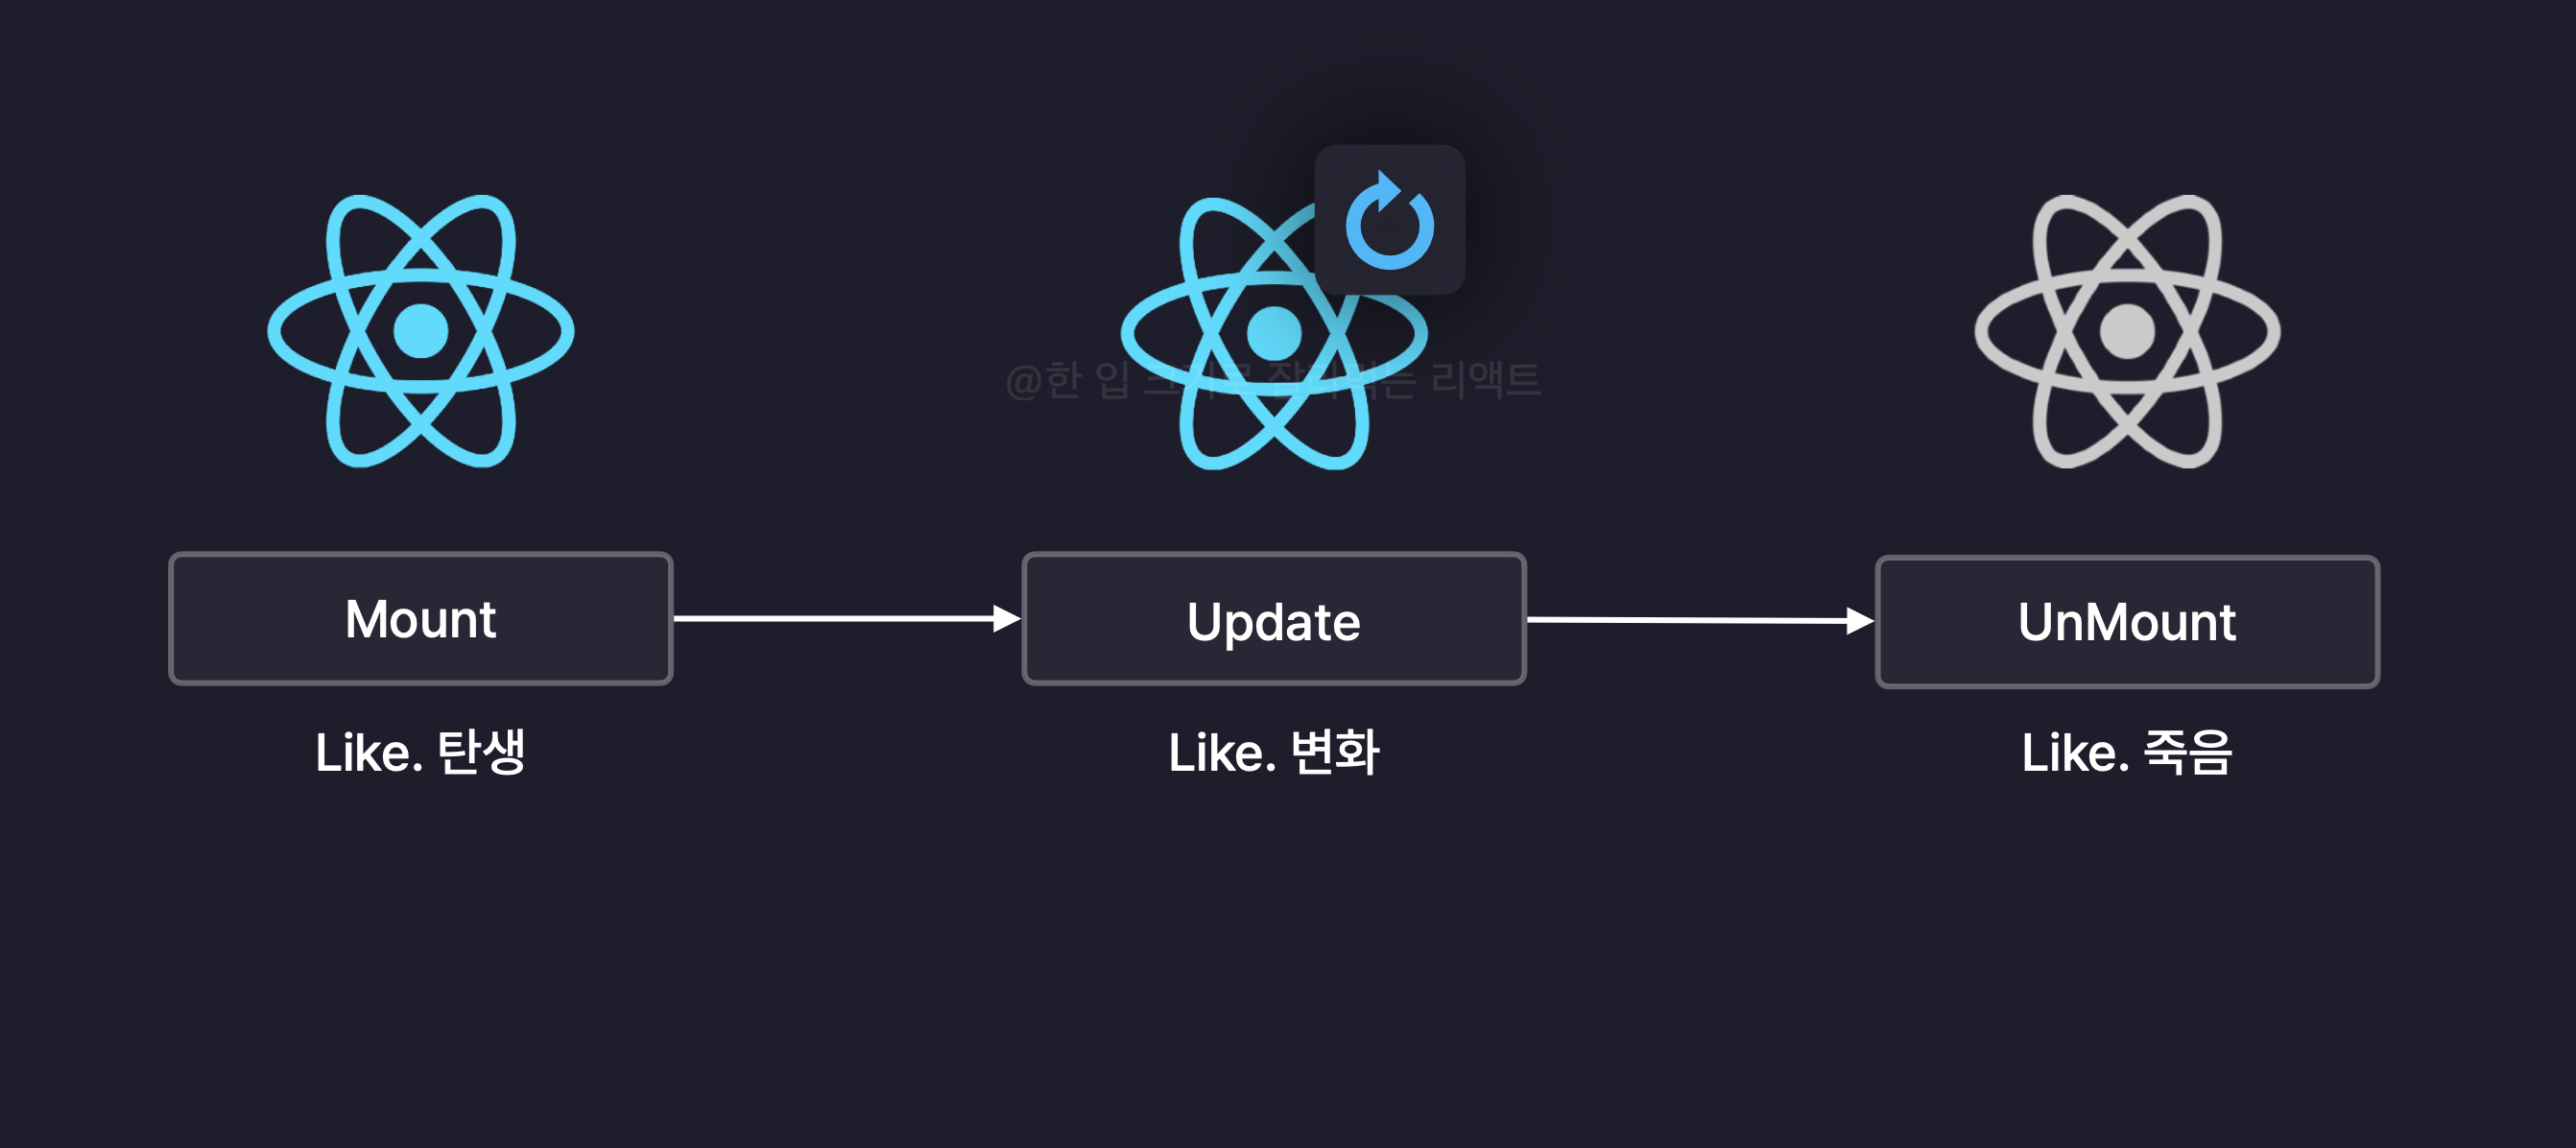 @한 입 크기로 잘라먹는 리액트
Mount
Update
UnMount
Like. 탄생
Like. 변화
Like. 죽음